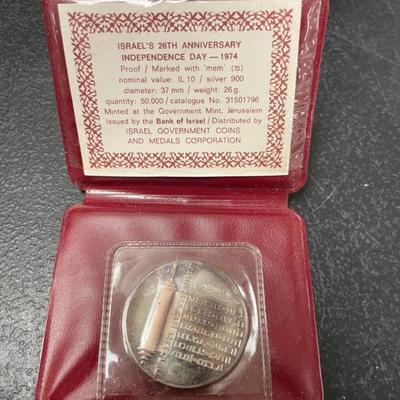 ISRAEL'S 26TH ANNIVERSARY
INDEPENDENCE DAY — 1974
Proof / Marked with 'mem' (מ)
nominal value: IL 10 / silver 900
diameter: 37 mm / weight: 26 g.
quantity: 50,000 / catalogue No. 31501796
Minted at the Government Mint, Jerusalem
issued by the Bank of Israel / Distributed by
ISRAEL GOVERNMENT COINS
AND MEDALS CORPORATION